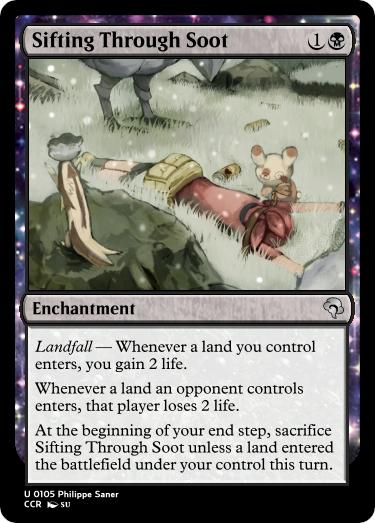 Sifting Through Soot 1
Enchantment
Landfall — Whenever a land you control
enters, you gain 2 life.
Whenever a land an opponent controls
enters, that player loses 2 life.
At the beginning of your end step, sacrifice
Sifting Through Soot unless a land entered
the battlefield under your control this turn.
U 0105 Philippe Saner
CCR SU